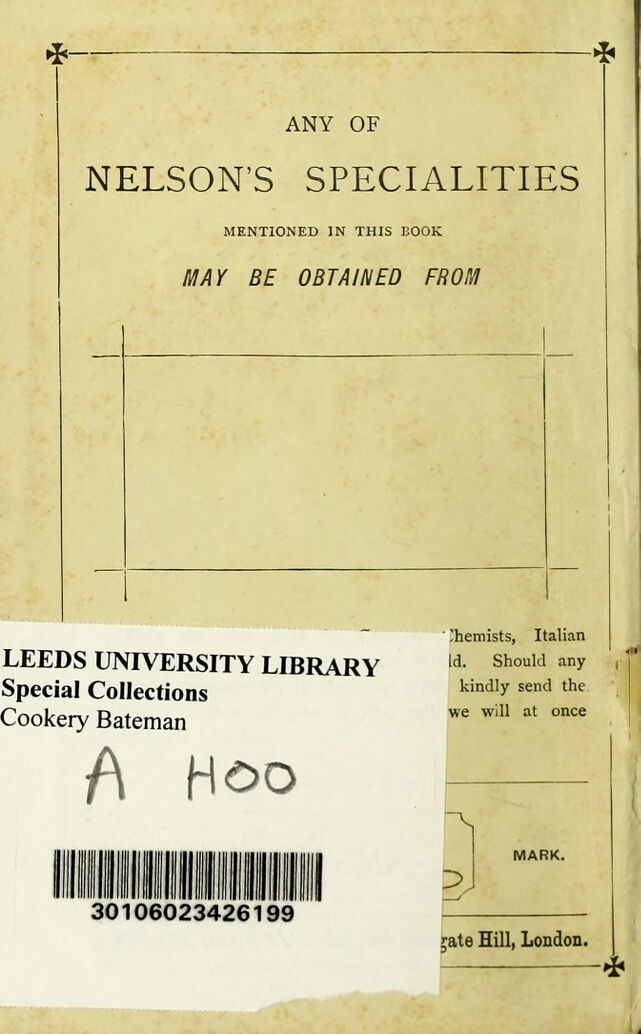 ANY OF
NELSON'S SPECIALITIES
MENTIONED IN THIS BOOK
MAY BE OBTAINED FROM
Chemists, Italian
Should any
kindly send the
we will at once
MARK.
Hill, London.
LEEDS UNIVERSITY LIBRARY
Special Collections
Cookery Bateman
A HOO
30106023426199